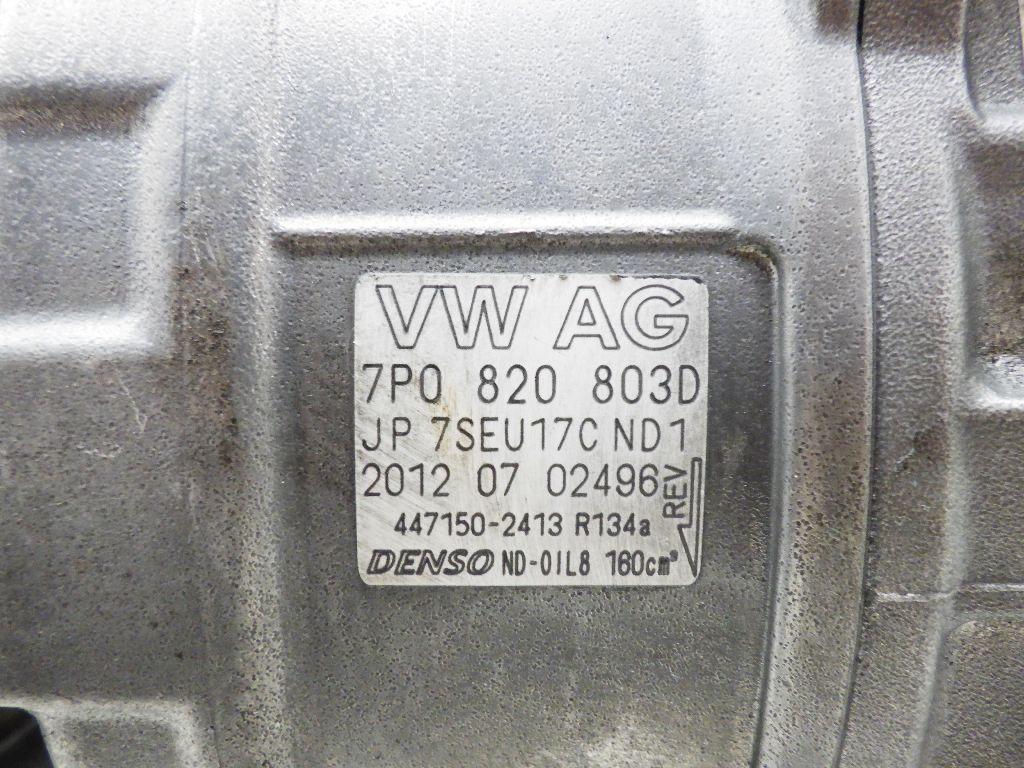 VW AG
7P0 820 803D
JP 7SEU17C ND1
2012 07 02496
REV
447150-2413 R134a
DENSO ND-OIL8 160cm³